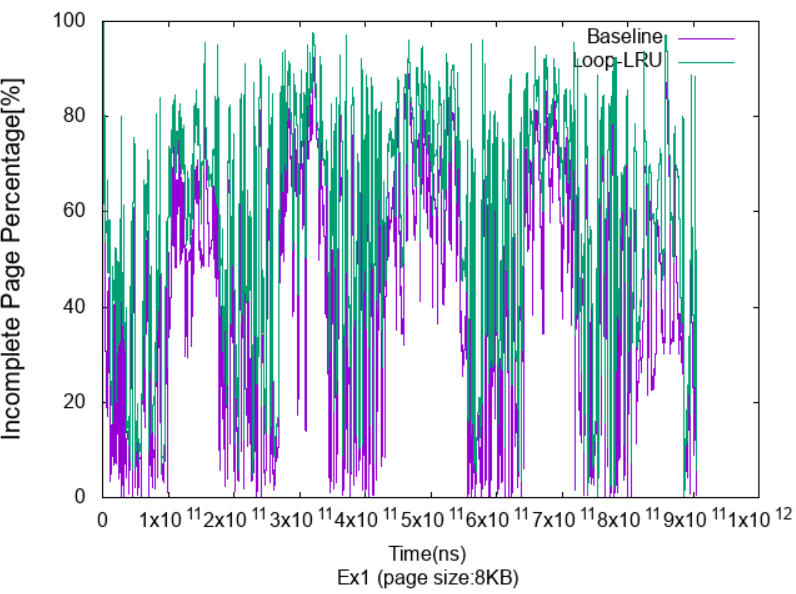 Incomplete Page Percentage[%]
100
80
60
40
20
0
Baseline
Loop-LRU
0 1x10 11 2x10 11 3x10 11 4x10 11 5x10 11 6x10 11 7x10 11 8x10 11 9x10 11 1x10 12
Time(ns)
Ex1 (page size:8KB)